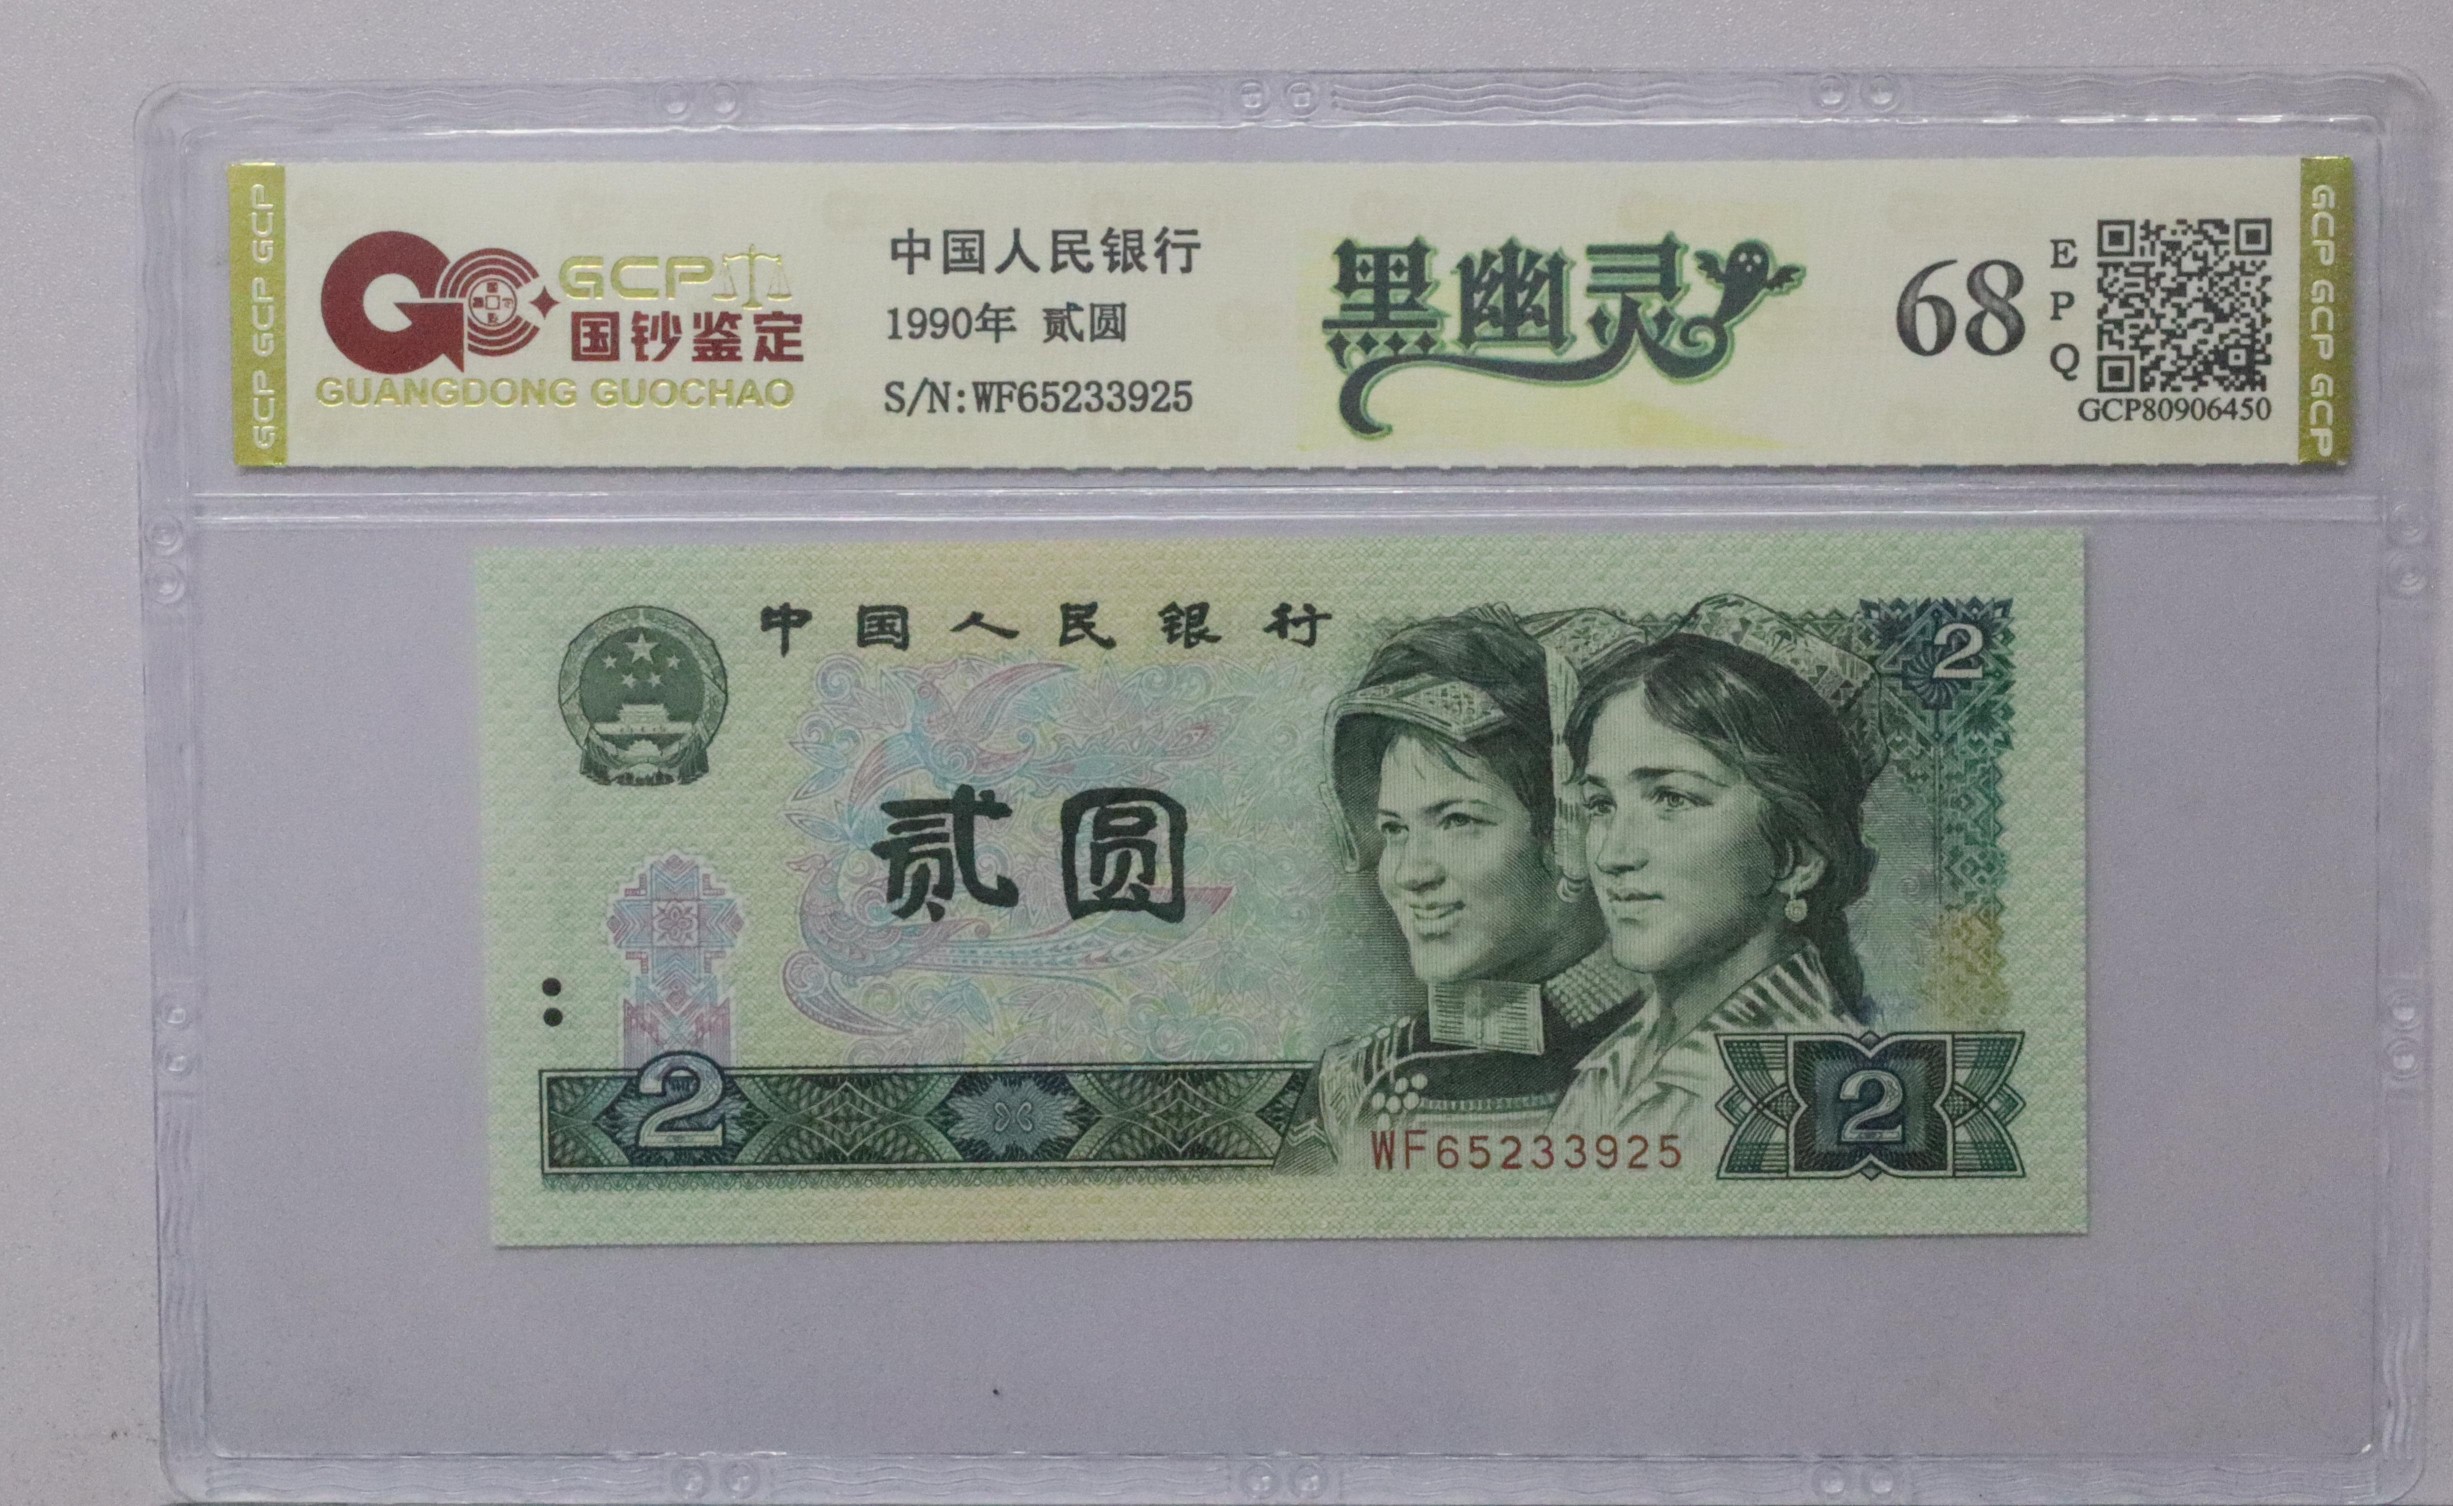 GCP GCP GCP
GCP
国钞鉴定
GUANGDONG GUOCHAO
中国人民银行
1990年 贰圆
S/N:WF65233925
黑幽灵
68
E
P
Q
GCP80906450
GCP GCP GCP GCP
中国人民银行
2
贰圆
2
WF65233925
2